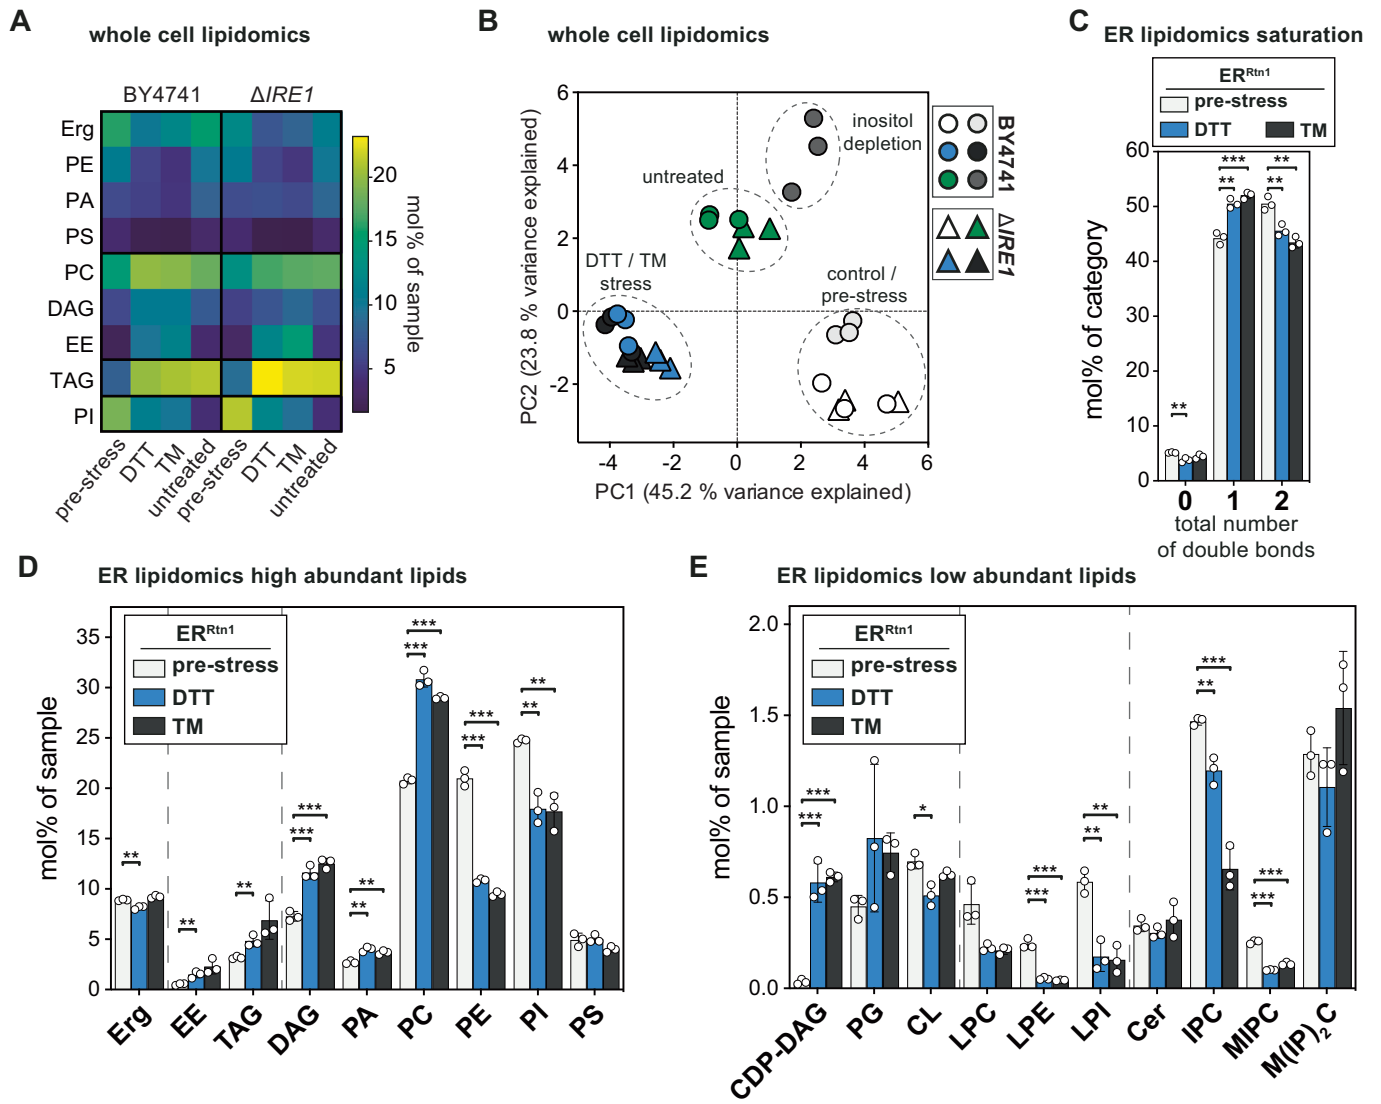 A
whole cell lipidomics
BY4741
ΔIRE1
Erg
PE
PA
PS
PC
DAG
EE
TAG
PI
20
15
10
5
mol% of sample
pre-stress
DTT
TM
untreated
pre-stress
DTT
TM
untreated
B
whole cell lipidomics
6
4
2
0
-2
PC2 (23.8 % variance explained)
inositol
depletion
untreated
DTT / TM
stress
control /
pre-stress
-4
-2
0
2
4
6
PC1 (45.2 % variance explained)
BY4741
ΔIRE1
C
ER lipidomics saturation
ERRtn1
pre-stress
DTT
TM
60
50
40
30
20
10
0
mol% of category
**
***
**
**
**
0
1
2
total number
of double bonds
D
ER lipidomics high abundant lipids
ERRtn1
pre-stress
DTT
TM
35
30
25
20
15
10
5
0
mol% of sample
**
**
**
***
***
**
**
***
***
***
***
**
**
Erg
EE
TAG
DAG
PA
PC
PE
PI
PS
E
ER lipidomics low abundant lipids
ERRtn1
pre-stress
DTT
TM
2.0
1.5
1.0
0.5
0.0
mol% of sample
***
***
*
***
***
**
**
***
**
***
***
CDP-DAG
PG
CL
LPC
LPE
LPI
Cer
IPC
MIPC
M(IP)2C